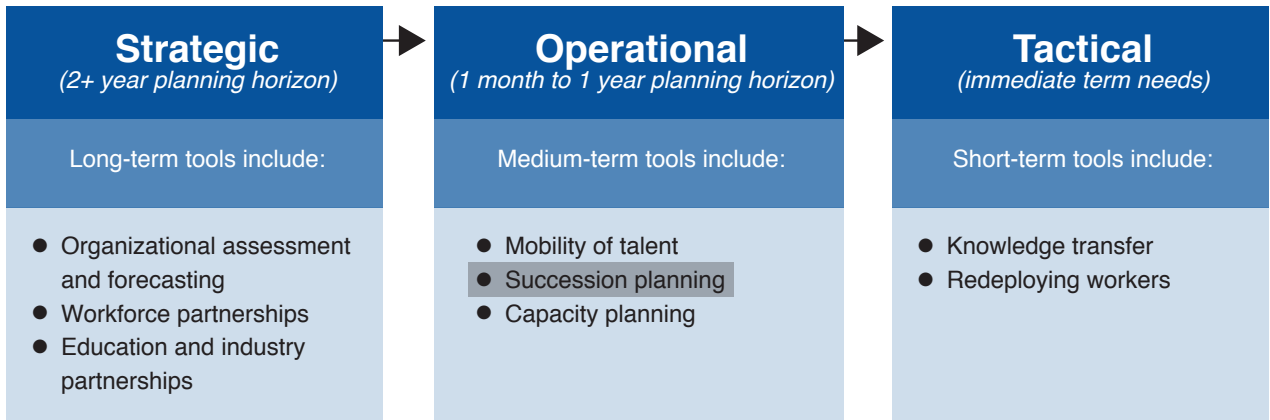 Strategic
(2+ year planning horizon)
Long-term tools include:
● Organizational assessment
and forecasting
● Workforce partnerships
● Education and industry
partnerships
Operational
(1 month to 1 year planning horizon)
Medium-term tools include:
● Mobility of talent
● Succession planning
● Capacity planning
Tactical
(immediate term needs)
Short-term tools include:
● Knowledge transfer
● Redeploying workers